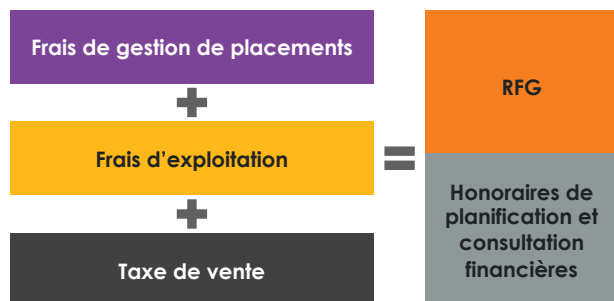 Frais de gestion de placements
+
Frais d'exploitation
+
Taxe de vente
=
RFG
Honoraires de
planification et
consultation
financières